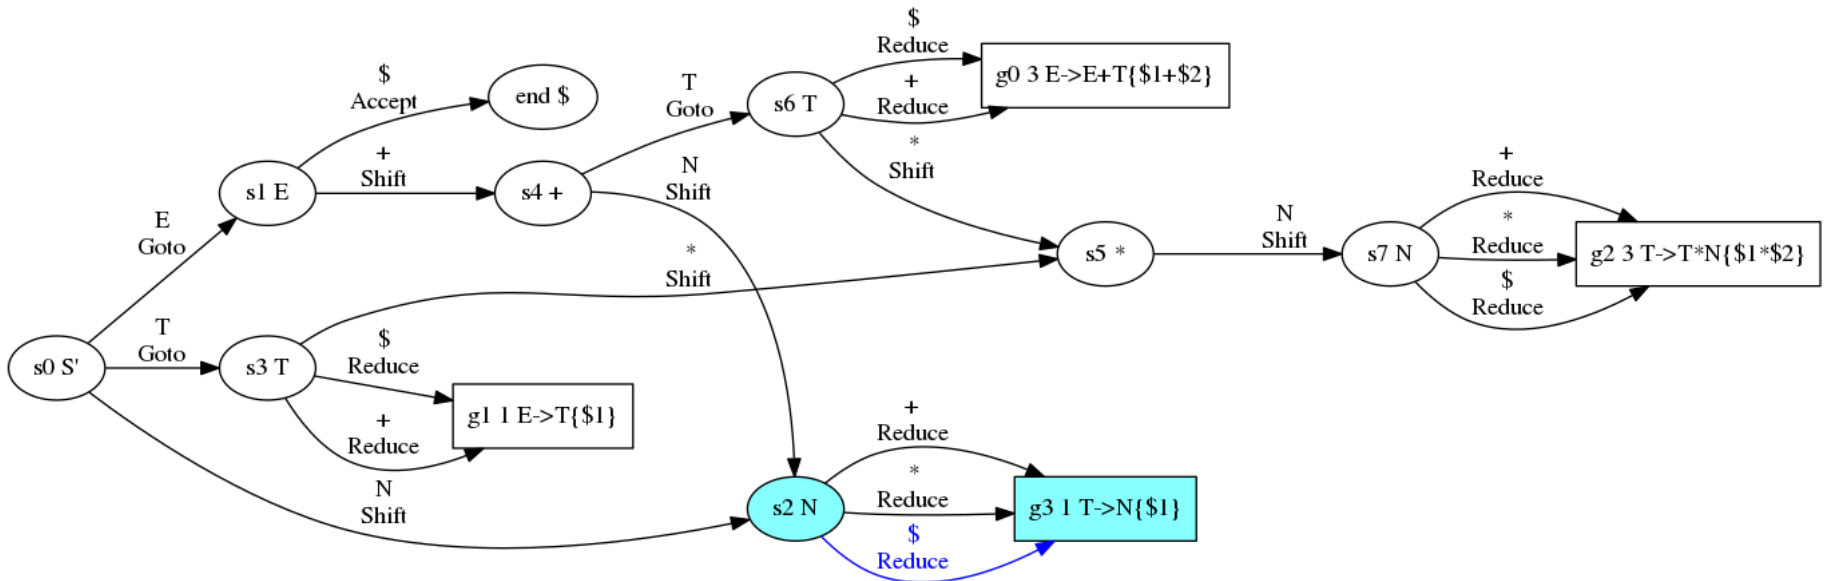 $
Reduce
g0 3 E->E+T{$1+$2}
+
Reduce
s6 T
*
Shift
$
Accept
end $
T
Goto
s1 E
+
Shift
s4 +
N
Shift
*
Shift
s5 *
N
Shift
s7 N
+
Reduce
*
Reduce
$
Reduce
g2 3 T->T*N{$1*$2}
E
Goto
s0 S'
T
Goto
s3 T
$
Reduce
+
Reduce
g1 1 E->T{$1}
N
Shift
s2 N
+
Reduce
*
Reduce
$
Reduce
g3 1 T->N{$1}